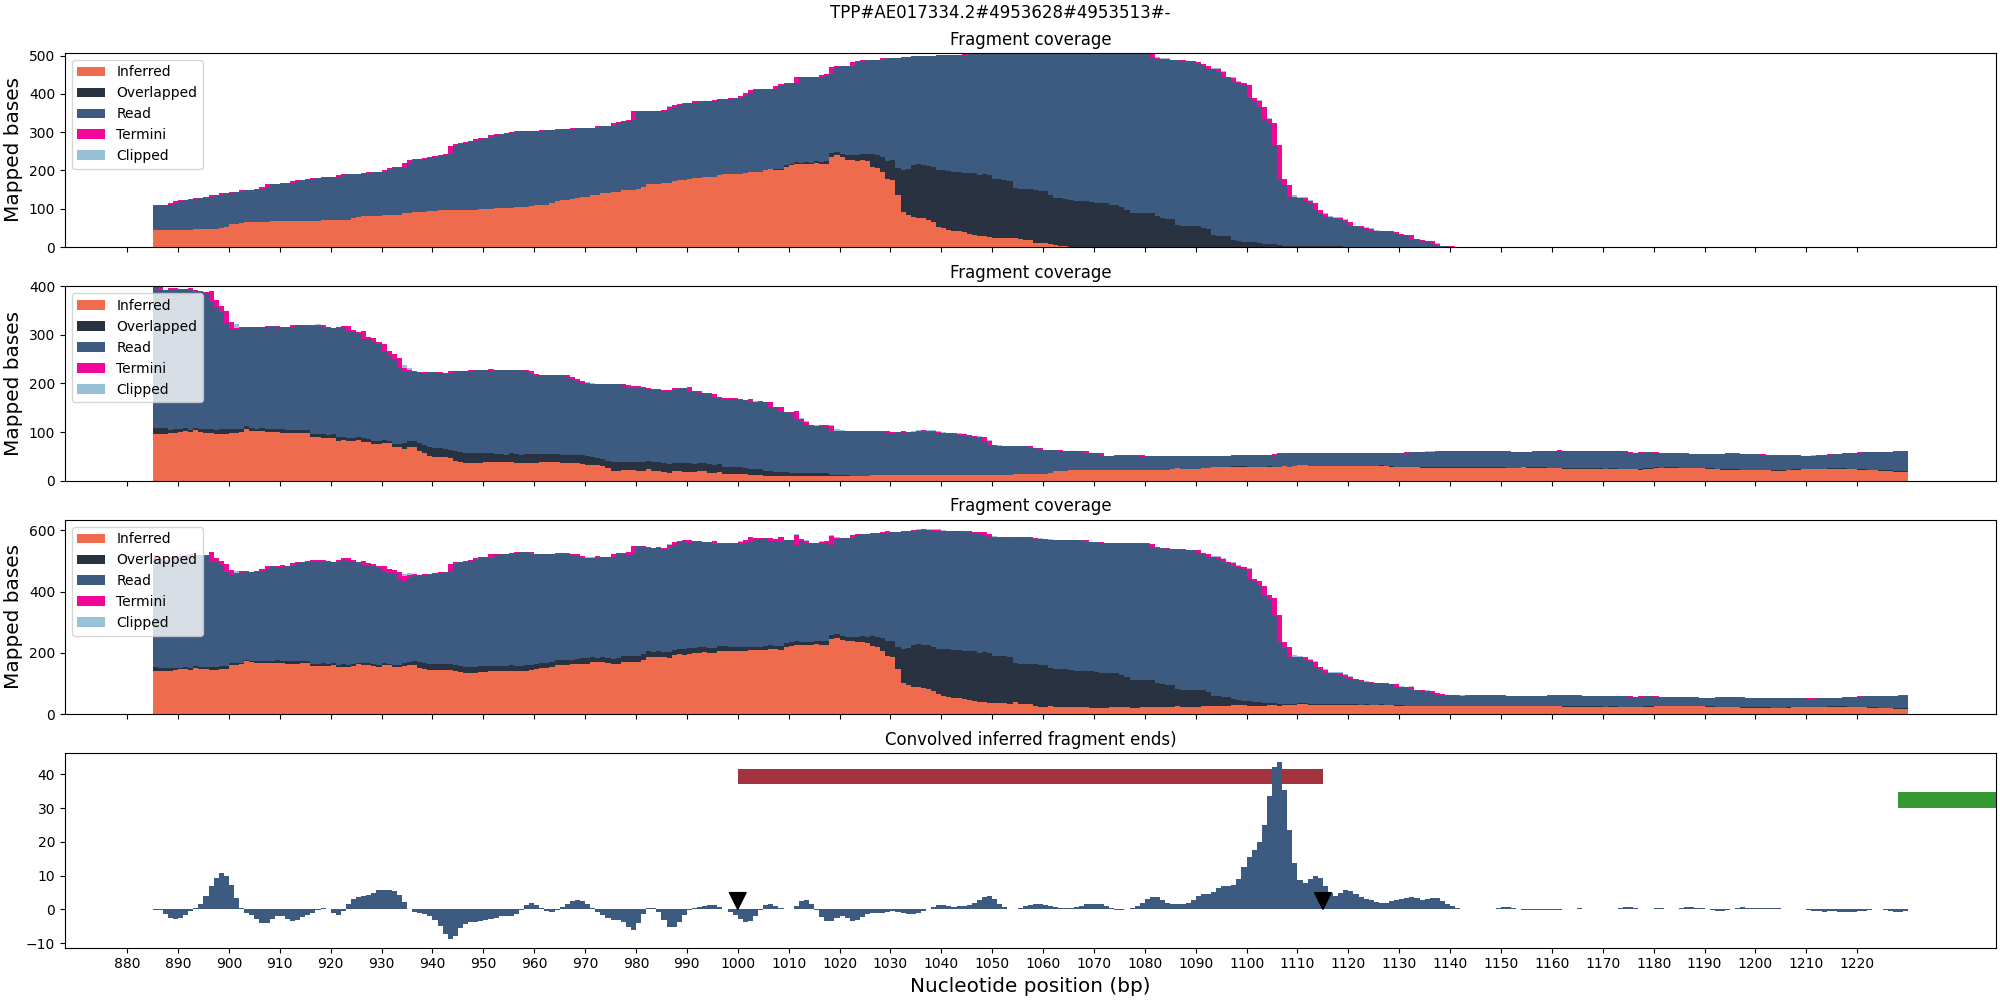 TPP#AE017334.2#4953628#4953513#-
Fragment coverage
Mapped bases
500
400
300
200
100
0
Inferred
Overlapped
Read
Termini
Clipped
Fragment coverage
Mapped bases
400
300
200
100
0
Inferred
Overlapped
Read
Termini
Clipped
Fragment coverage
Mapped bases
600
400
200
0
Inferred
Overlapped
Read
Termini
Clipped
Convolved inferred fragment ends)
40
30
20
10
0
−10
880 890 900 910 920 930 940 950 960 970 980 990 1000 1010 1020 1030 1040 1050 1060 1070 1080 1090 1100 1110 1120 1130 1140 1150 1160 1170 1180 1190 1200 1210 1220
Nucleotide position (bp)